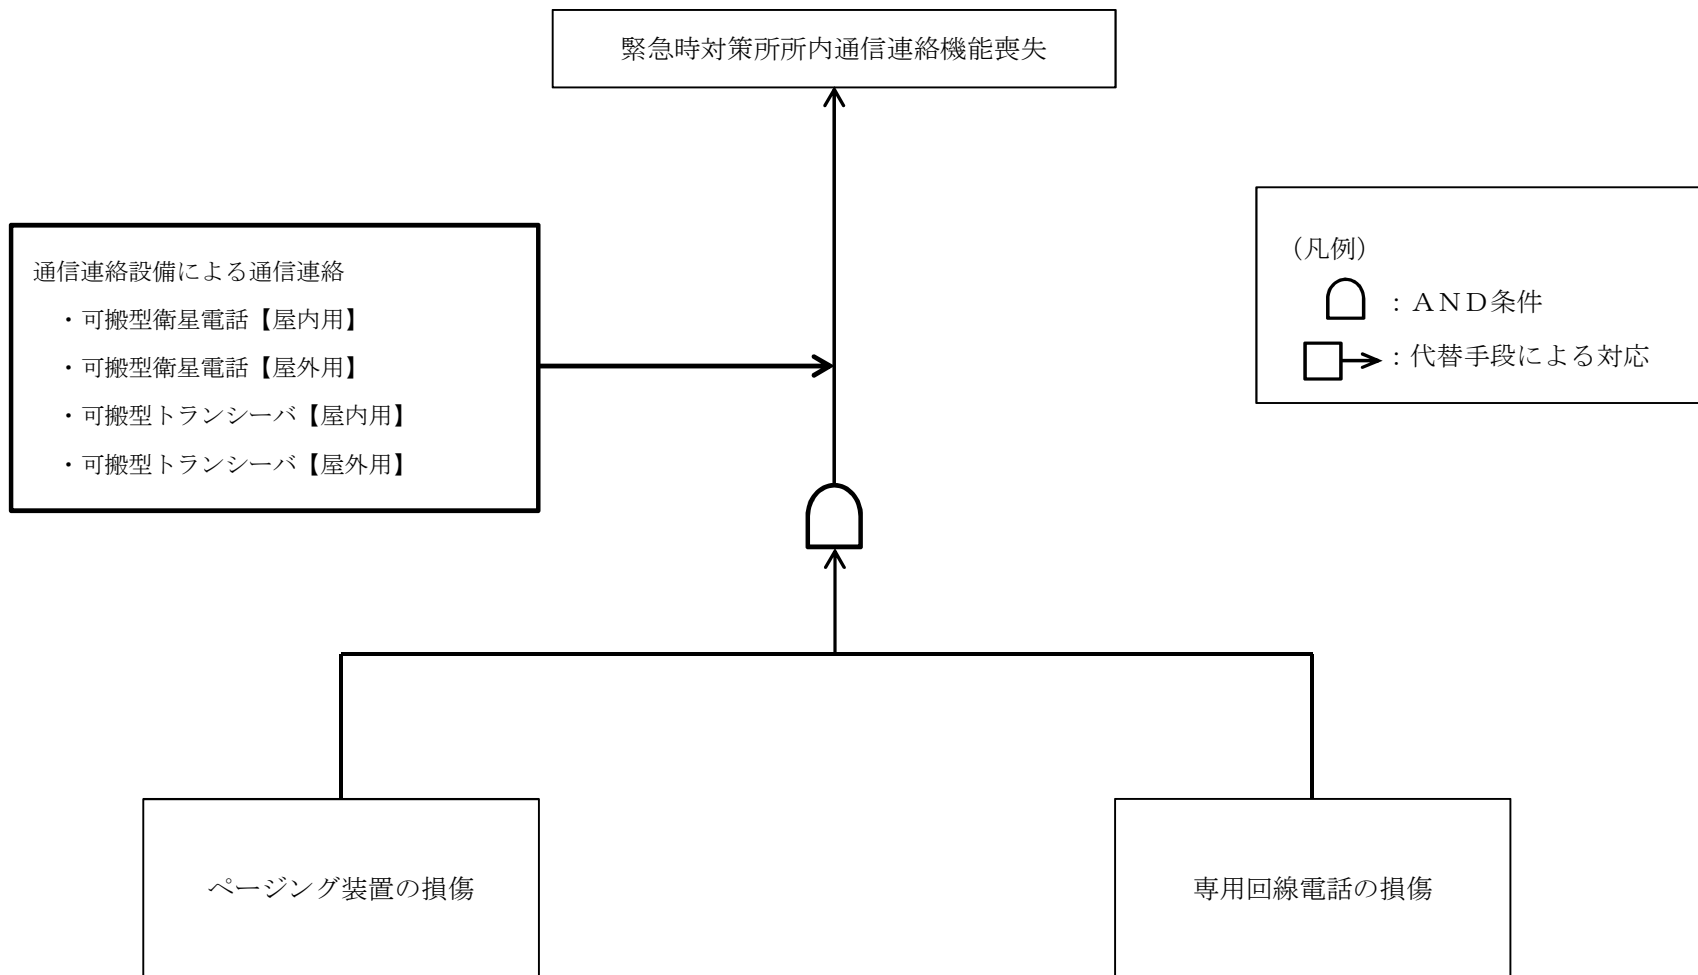 緊急時対策所所内通信連絡機能喪失
通信連絡設備による通信連絡
・可搬型衛星電話【屋内用】
・可搬型衛星電話【屋外用】
・可搬型トランシーバ【屋内用】
・可搬型トランシーバ【屋外用】
（凡例）
：ＡＮＤ条件
：代替手段による対応
ページング装置の損傷
専用回線電話の損傷